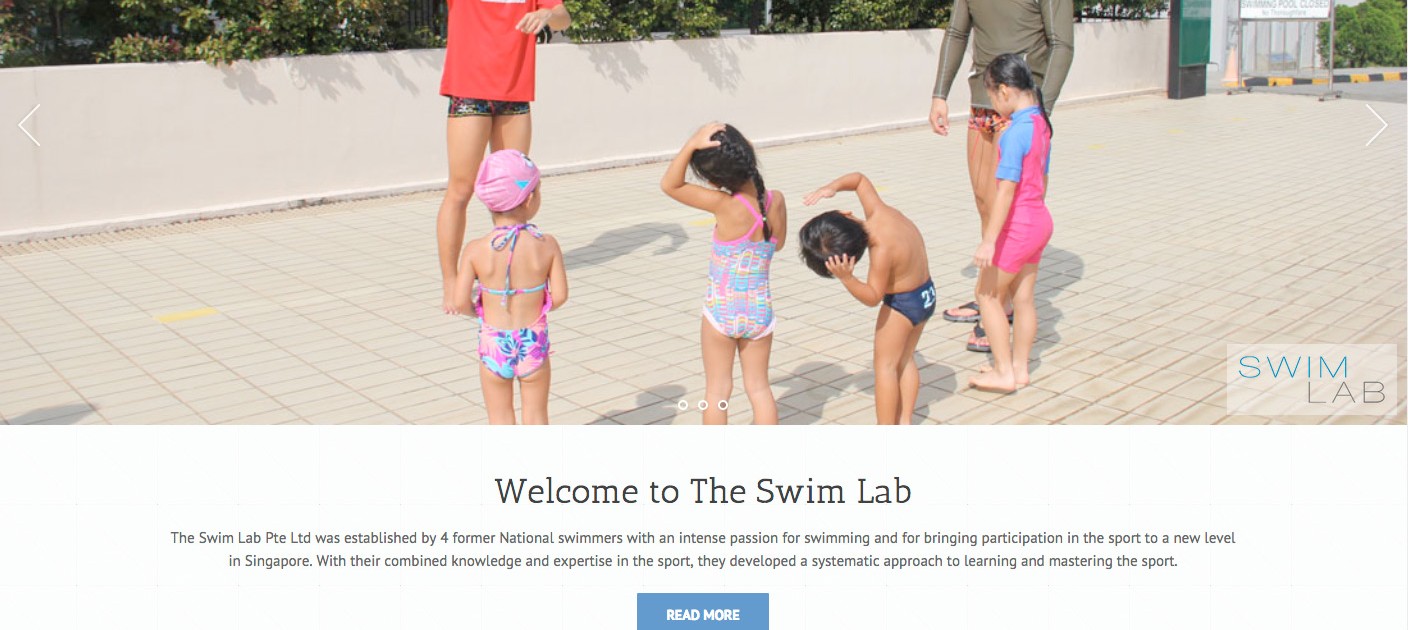 SWIMMING POOL CLOSED
23
SWIM
LAB
Welcome to The Swim Lab
The Swim Lab Pte Ltd was established by 4 former National swimmers with an intense passion for swimming and for bringing participation in the sport to a new level
in Singapore. With their combined knowledge and expertise in the sport, they developed a systematic approach to learning and mastering the sport.
READ MORE